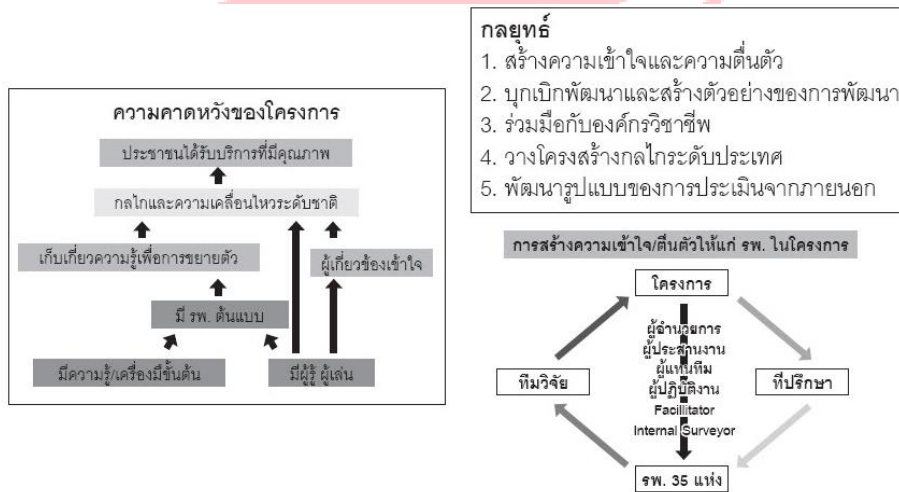 ความคาดหวังของโครงการ
ประชาชนได้รับบริการที่มีคุณภาพ
กลไกและความเคลื่อนไหวระดับชาติ
เก็บเกี่ยวความรู้เพื่อการขยายตัว
ผู้เกี่ยวข้องเข้าใจ
มี รพ. ต้นแบบ
มีความรู้/เครื่องมือขั้นต้น
มีผู้รู้ ผู้เล่น
กลยุทธ์
1. สร้างความเข้าใจและความตื่นตัว
2. บุกเบิกพัฒนาและสร้างตัวอย่างของการพัฒนา
3. ร่วมมือกับองค์กรวิชาชีพ
4. วางโครงสร้างกลไกระดับประเทศ
5. พัฒนารูปแบบของการประเมินจากภายนอก
การสร้างความเข้าใจ/ตื่นตัวให้แก่ รพ. ในโครงการ
โครงการ
ผู้อำนวยการ
ผู้ประสานงาน
ผู้แทนทีม
ผู้ปฏิบัติงาน
Facillitator
Internal Surveyor
ทีมวิจัย
ที่ปรึกษา
รพ. 35 แห่ง